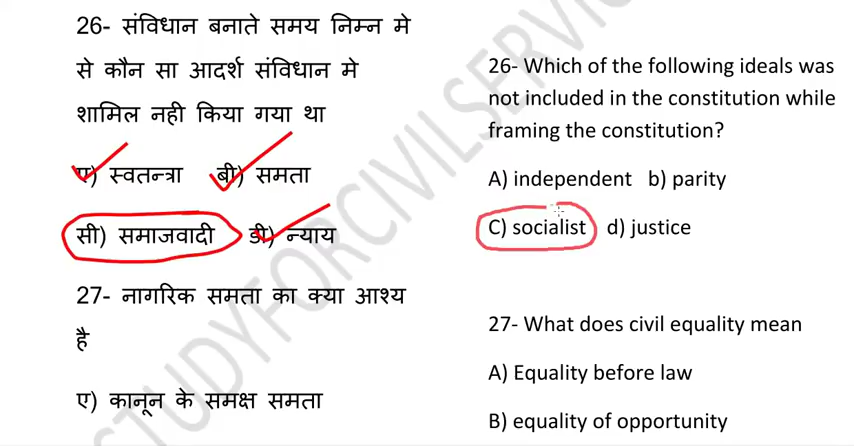 26- संविधान बनाते समय निम्न मे
से कौन सा आदर्श संविधान मे
शामिल नही किया गया था
ए) स्वतन्त्रा बी) समता
सी) समाजवादी डी) न्याय
27- नागरिक समता का क्या आश्य
है
ए) कानून के समक्ष समता
26- Which of the following ideals was
not included in the constitution while
framing the constitution?
A) independent b) parity
C) socialist d) justice
27- What does civil equality mean
A) Equality before law
B) equality of opportunity
STUDYFORCIVILSERVIC